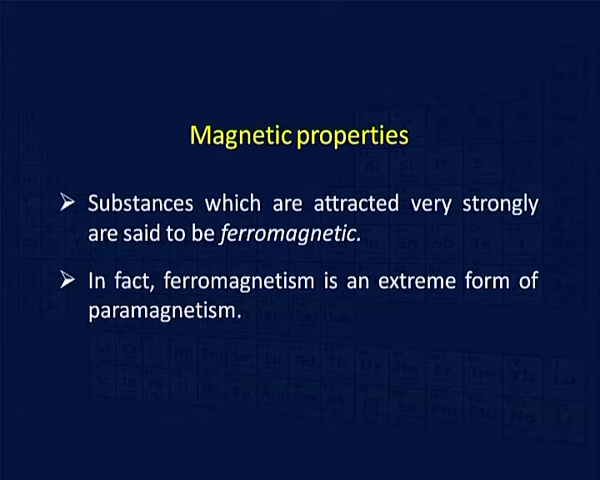 Magnetic properties
➢ Substances which are attracted very strongly
are said to be ferromagnetic.
➢ In fact, ferromagnetism is an extreme form of
paramagnetism.